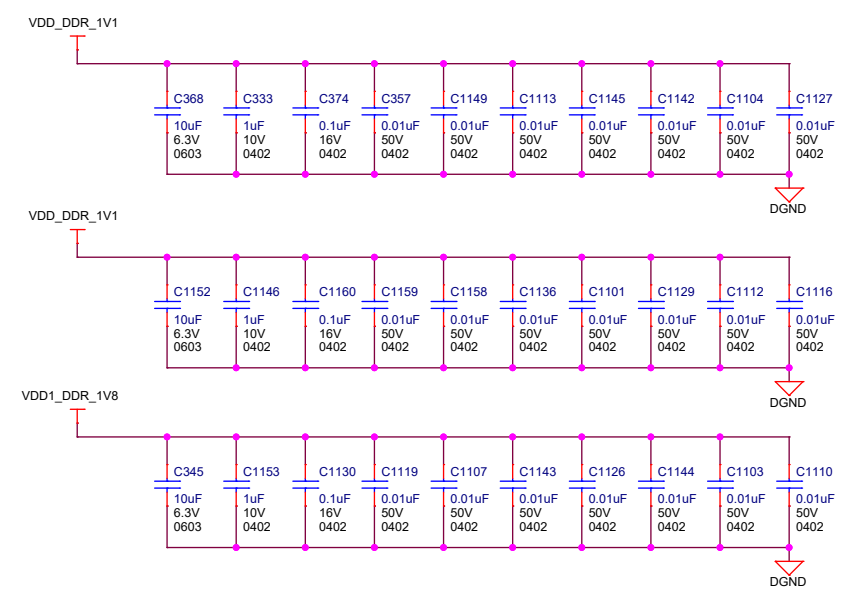 VDD_DDR_1V1
C368 C333 C374 C357 C1149 C1113 C1145 C1142 C1104 C1127
10uF 1uF 0.1uF 0.01uF 0.01uF 0.01uF 0.01uF 0.01uF 0.01uF 0.01uF
6.3V 10V 16V 50V 50V 50V 50V 50V 50V 50V
0603 0402 0402 0402 0402 0402 0402 0402 0402 0402
DGND
VDD_DDR_1V1
C1152 C1146 C1160 C1159 C1158 C1136 C1101 C1129 C1112 C1116
10uF 1uF 0.1uF 0.01uF 0.01uF 0.01uF 0.01uF 0.01uF 0.01uF 0.01uF
6.3V 10V 16V 50V 50V 50V 50V 50V 50V 50V
0603 0402 0402 0402 0402 0402 0402 0402 0402 0402
DGND
VDD1_DDR_1V8
C345 C1153 C1130 C1119 C1107 C1143 C1126 C1144 C1103 C1110
10uF 1uF 0.1uF 0.01uF 0.01uF 0.01uF 0.01uF 0.01uF 0.01uF 0.01uF
6.3V 10V 16V 50V 50V 50V 50V 50V 50V 50V
0603 0402 0402 0402 0402 0402 0402 0402 0402 0402
DGND